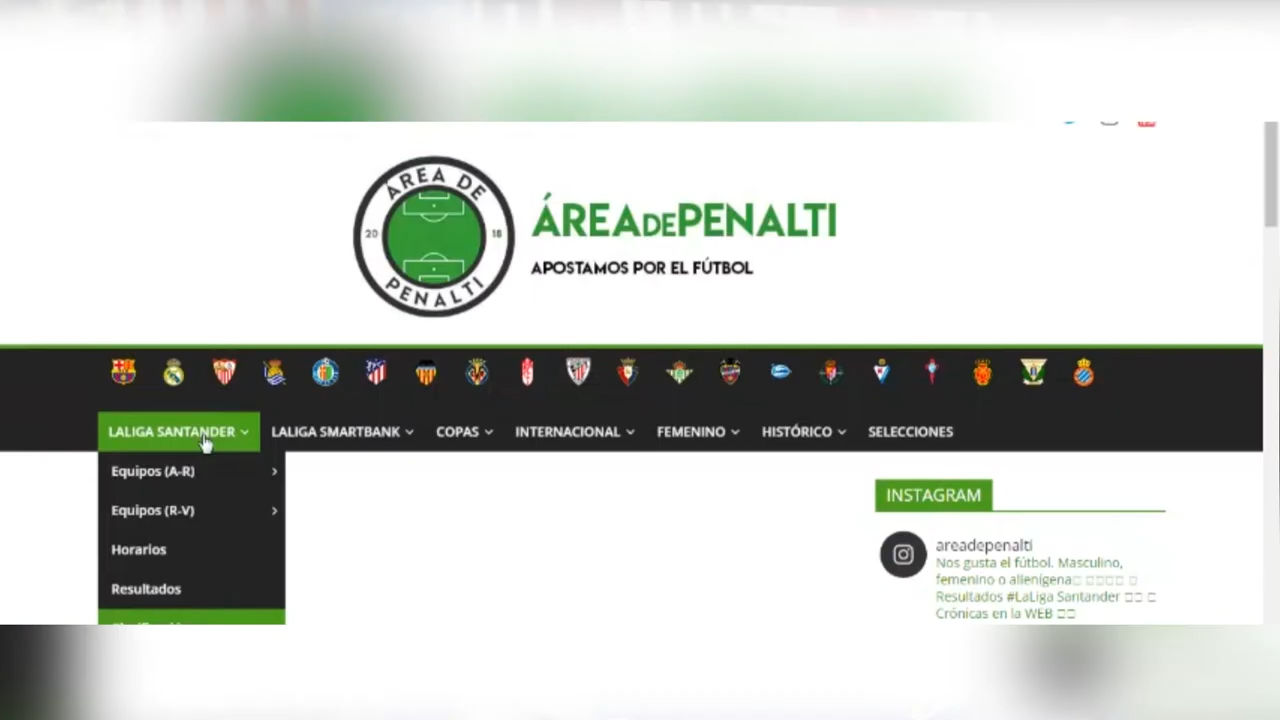 ÁREA DE
20 18
PENALTI
ÁREADEPENALTI
APOSTAMOS POR EL FÚTBOL
LALIGA SANTANDER LALIGA SMARTBANK COPAS INTERNACIONAL FEMENINO HISTÓRICO SELECCIONES
Equipos (A-R)
Equipos (R-V)
Horarios
Resultados
INSTAGRAM
areadepenalti
Nos gusta el fútbol. Masculino,
femenino o alienígena
Resultados #LaLiga Santander
Crónicas en la WEB